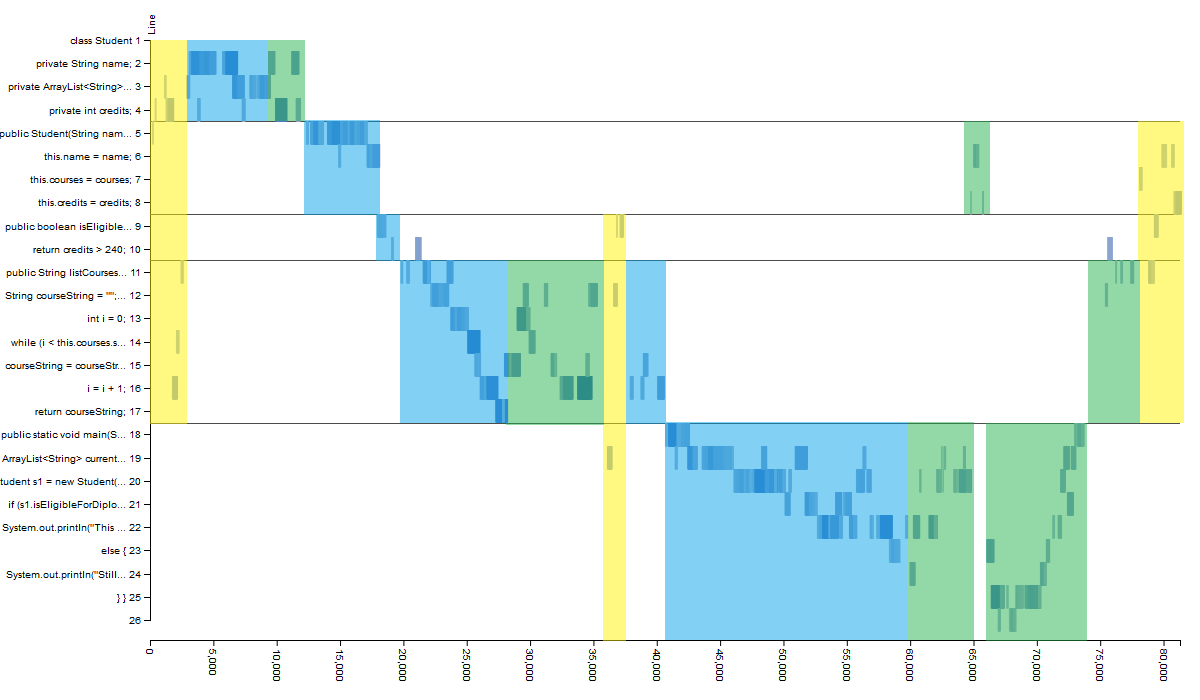 Line
class Student 1
private String name; 2
private ArrayList<String>... 3
private int credits; 4
public Student(String nam... 5
this.name = name; 6
this.courses = courses; 7
this.credits = credits; 8
public boolean isEligible... 9
return credits > 240; 10
public String listCourses... 11
String courseString = "";... 12
int i = 0; 13
while (i < this.courses.s... 14
courseString = courseStr... 15
i = i + 1; 16
return courseString; 17
public static void main(S... 18
ArrayList<String> current... 19
tudent s1 = new Student(... 20
if (s1.isEligibleForDiplo... 21
System.out.println("This ... 22
else { 23
System.out.println("Still... 24
} } 25
26
0 5,000 10,000 15,000 20,000 25,000 30,000 35,000 40,000 45,000 50,000 55,000 60,000 65,000 70,000 75,000 80,000